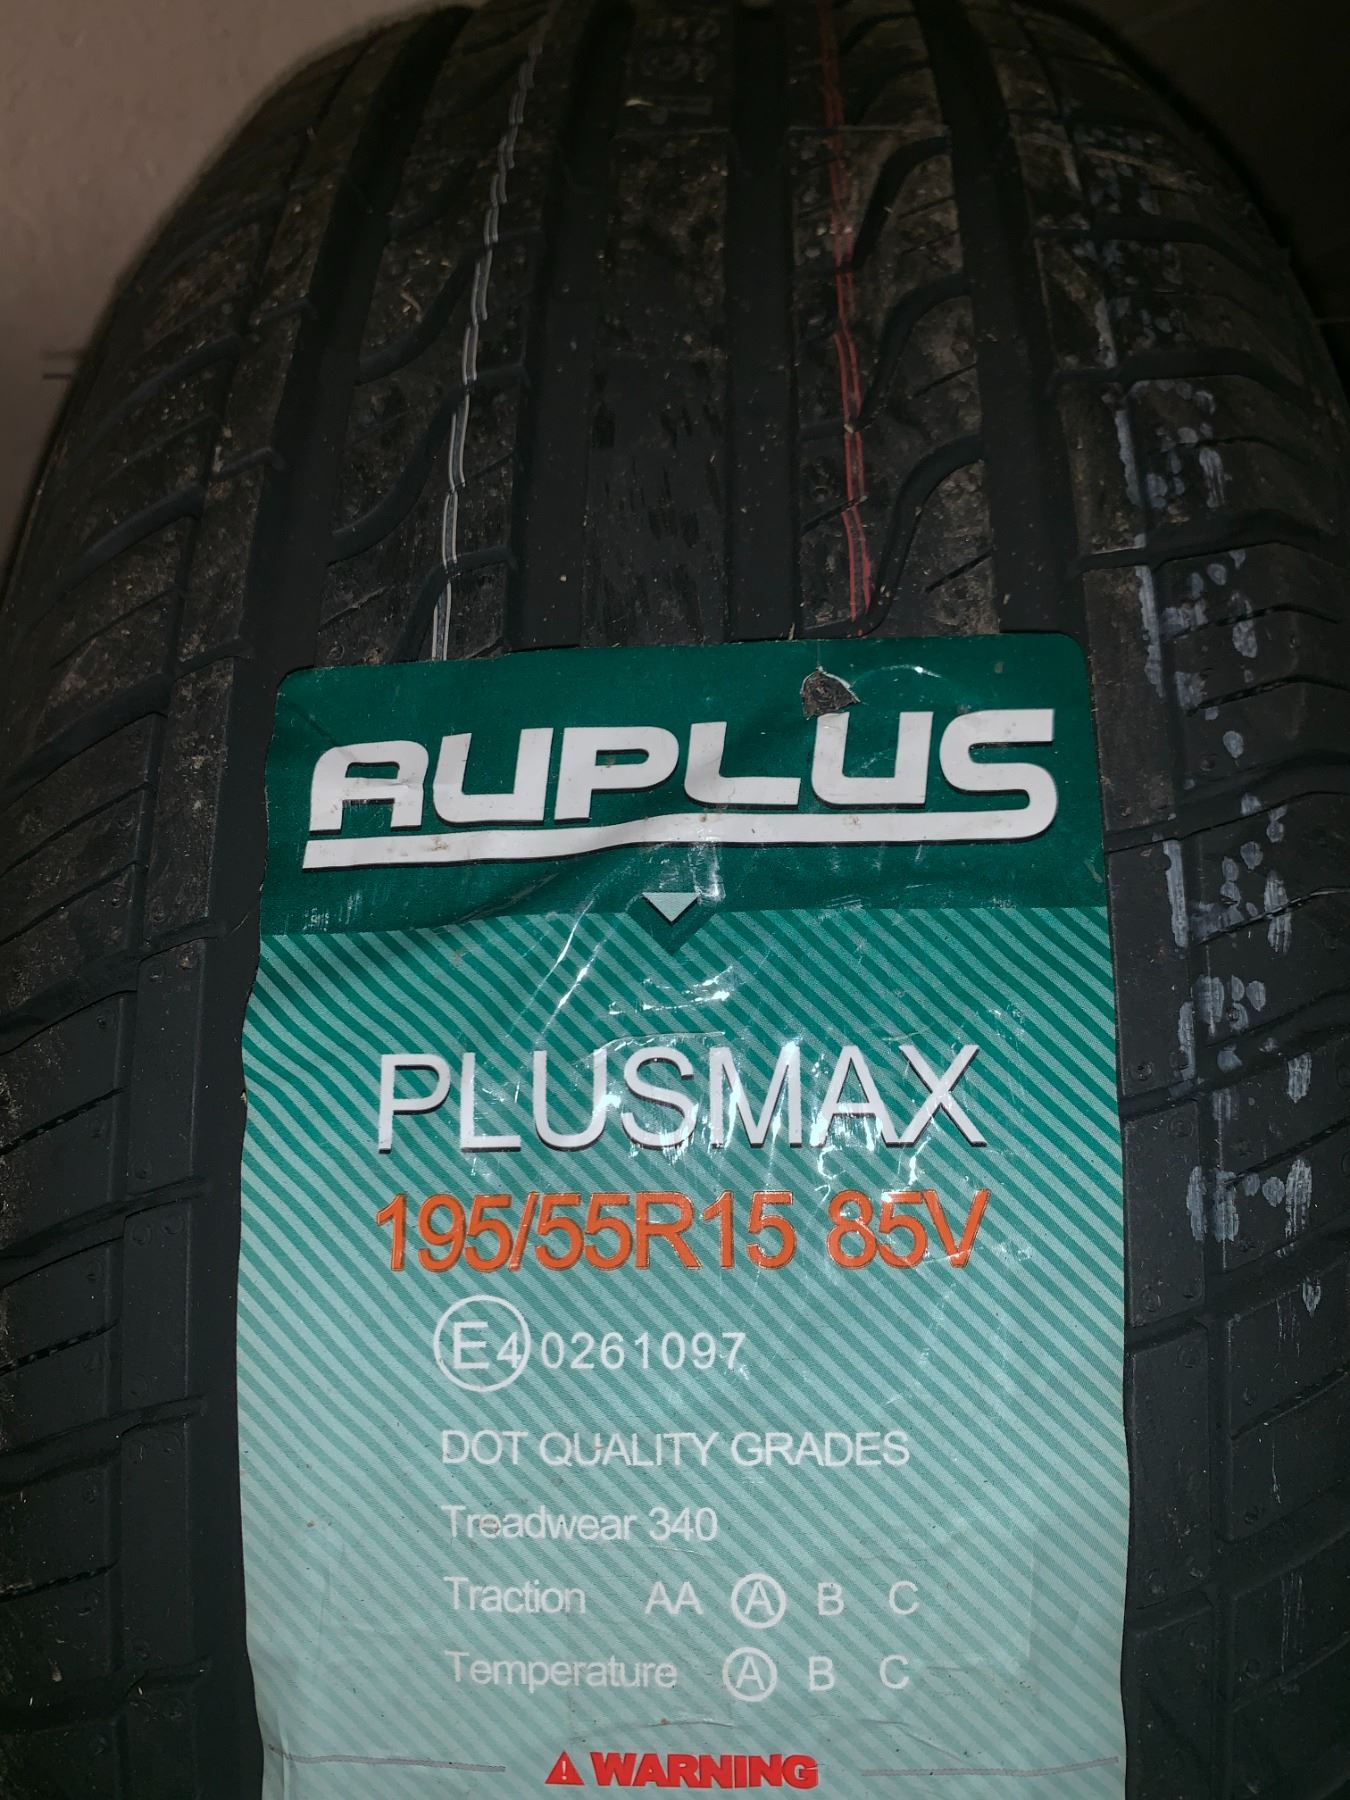 AUPLUS
PLUSMAX
195/55R15 85V
E4 0261097
DOT QUALITY GRADES
Treadwear 340
Traction AA A B C
Temperature A B C
WARNING